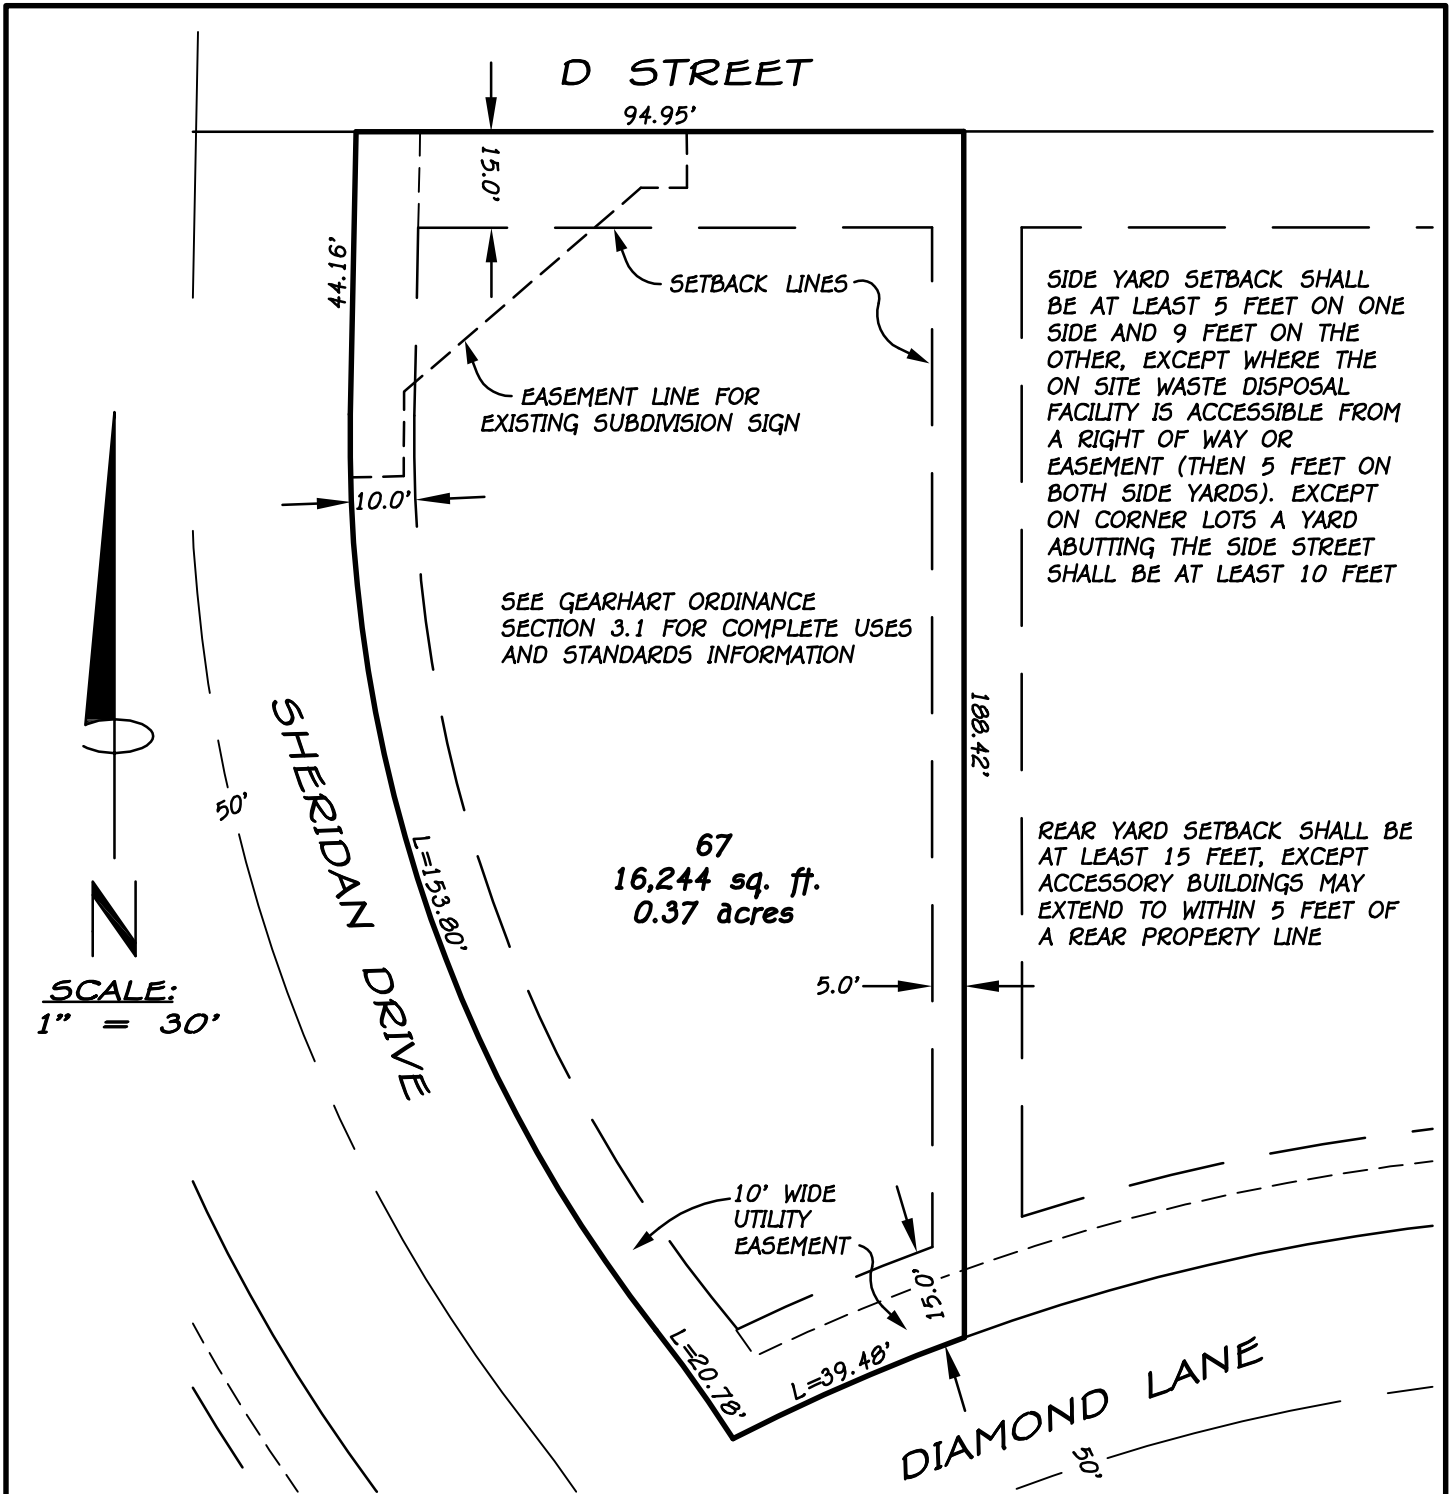 D STREET
94.95'
15.0'
44.16'
SETBACK LINES
SIDE YARD SETBACK SHALL
BE AT LEAST 5 FEET ON ONE
SIDE AND 9 FEET ON THE
OTHER, EXCEPT WHERE THE
ON SITE WASTE DISPOSAL
FACILITY IS ACCESSIBLE FROM
A RIGHT OF WAY OR
EASEMENT (THEN 5 FEET ON
BOTH SIDE YARDS). EXCEPT
ON CORNER LOTS A YARD
ABUTTING THE SIDE STREET
SHALL BE AT LEAST 10 FEET
EASEMENT LINE FOR
EXISTING SUBDIVISION SIGN
10.0'
SEE GEARHART ORDINANCE
SECTION 3.1 FOR COMPLETE USES
AND STANDARDS INFORMATION
188.42'
SHERIDAN DRIVE
50'
L=153.80'
67
16,244 sq. ft.
0.37 acres
REAR YARD SETBACK SHALL BE
AT LEAST 15 FEET, EXCEPT
ACCESSORY BUILDINGS MAY
EXTEND TO WITHIN 5 FEET OF
A REAR PROPERTY LINE
N
SCALE:
1" = 30'
5.0'
10' WIDE
UTILITY
EASEMENT
15.0'
L=20.78'
L=39.48'
DIAMOND LANE
50'